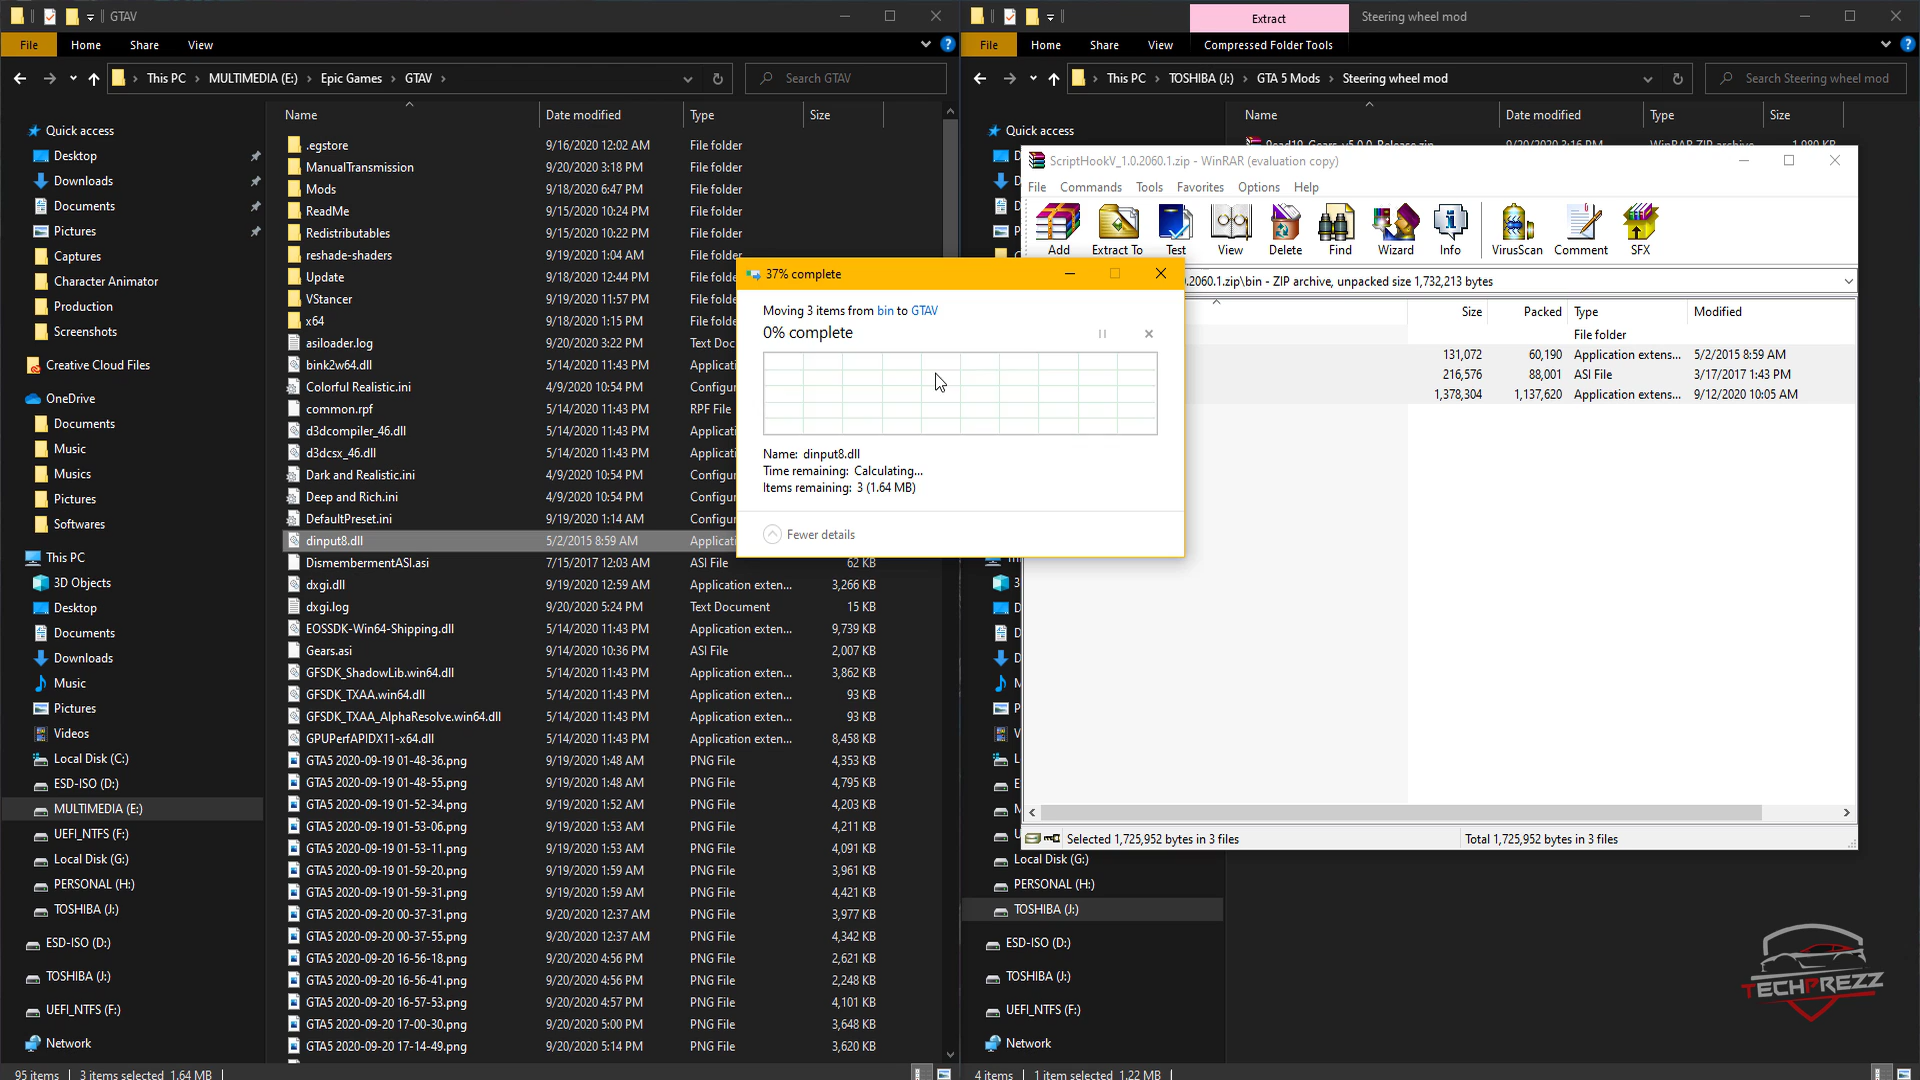 GTAV
File
Home
Share
View
This PC
MULTIMEDIA (E:)
Epic Games
GTAV
Search GTAV
Quick access
Desktop
Downloads
Documents
Pictures
Captures
Character Animator
Production
Screenshots
Creative Cloud Files
OneDrive
Documents
Music
Musics
Pictures
Softwares
This PC
3D Objects
Desktop
Documents
Downloads
Music
Pictures
Videos
Local Disk (C:)
ESD-ISO (D:)
MULTIMEDIA (E:)
UEFI_NTFS (F:)
Local Disk (G:)
PERSONAL (H:)
TOSHIBA (J:)
ESD-ISO (D:)
TOSHIBA (J:)
UEFI_NTFS (F:)
Network
95 items
3 items selected 1.64 MB
Name Date modified Type Size
.egstore 9/16/2020 12:02 AM File folder
ManualTransmission 9/20/2020 3:18 PM File folder
Mods 9/18/2020 6:47 PM File folder
ReadMe 9/15/2020 10:24 PM File folder
Redistributables 9/15/2020 10:22 PM File folder
reshade-shaders 9/19/2020 1:04 AM File folder
Update 9/18/2020 12:44 PM File folder
VStancer 9/19/2020 11:57 PM File folde
x64 9/18/2020 1:15 PM File folde
asiloader.log 9/20/2020 3:22 PM Text Doc
bink2w64.dll 5/14/2020 11:43 PM Applicati
Colorful Realistic.ini 4/9/2020 10:54 PM Configur
common.rpf 5/14/2020 11:43 PM RPF File
d3dcompiler_46.dll 5/14/2020 11:43 PM Applicati
d3dcsx_46.dll 5/14/2020 11:43 PM Applicati
Dark and Realistic.ini 4/9/2020 10:54 PM Configur
Deep and Rich.ini 4/9/2020 10:54 PM Configur
DefaultPreset.ini 9/19/2020 1:14 AM Configur
dinput8.dll 5/2/2015 8:59 AM Applicati
DismembermentASI.asi 7/15/2017 12:03 AM ASI File 62 KB
dxgi.dll 9/19/2020 12:59 AM Application exten... 3,266 KB
dxgi.log 9/20/2020 5:24 PM Text Document 15 KB
EOSSDK-Win64-Shipping.dll 5/14/2020 11:43 PM Application exten... 9,739 KB
Gears.asi 9/14/2020 10:36 PM ASI File 2,007 KB
GFSDK_ShadowLib.win64.dll 5/14/2020 11:43 PM Application exten... 3,862 KB
GFSDK_TXAA.win64.dll 5/14/2020 11:43 PM Application exten... 93 KB
GFSDK_TXAA_AlphaResolve.win64.dll 5/14/2020 11:43 PM Application exten... 93 KB
GPUPerfAPIDX11-x64.dll 5/14/2020 11:43 PM Application exten... 8,458 KB
GTA5 2020-09-19 01-48-36.png 9/19/2020 1:48 AM PNG File 4,353 KB
GTA5 2020-09-19 01-48-55.png 9/19/2020 1:48 AM PNG File 4,795 KB
GTA5 2020-09-19 01-52-34.png 9/19/2020 1:52 AM PNG File 4,203 KB
GTA5 2020-09-19 01-53-06.png 9/19/2020 1:53 AM PNG File 4,211 KB
GTA5 2020-09-19 01-53-11.png 9/19/2020 1:53 AM PNG File 4,091 KB
GTA5 2020-09-19 01-59-20.png 9/19/2020 1:59 AM PNG File 3,961 KB
GTA5 2020-09-19 01-59-31.png 9/19/2020 1:59 AM PNG File 4,421 KB
GTA5 2020-09-20 00-37-31.png 9/20/2020 12:37 AM PNG File 3,977 KB
GTA5 2020-09-20 00-37-55.png 9/20/2020 12:37 AM PNG File 4,342 KB
GTA5 2020-09-20 16-56-18.png 9/20/2020 4:56 PM PNG File 2,621 KB
GTA5 2020-09-20 16-56-41.png 9/20/2020 4:56 PM PNG File 2,248 KB
GTA5 2020-09-20 16-57-53.png 9/20/2020 4:57 PM PNG File 4,101 KB
GTA5 2020-09-20 17-00-30.png 9/20/2020 5:00 PM PNG File 3,648 KB
GTA5 2020-09-20 17-14-49.png 9/20/2020 5:14 PM PNG File 3,620 KB
37% complete
Moving 3 items from bin to GTAV
0% complete
Name: dinput8.dll
Time remaining: Calculating...
Items remaining: 3 (1.64 MB)
Fewer details
Extract
Steering wheel mod
File
Home
Share
View
Compressed Folder Tools
This PC
TOSHIBA (J:)
GTA 5 Mods
Steering wheel mod
Search Steering wheel mod
Quick access
Name Date modified Type Size
ScriptHookV_1.0.2060.1.zip - WinRAR (evaluation copy)
File Commands Tools Favorites Options Help
Add Extract To Test View Delete Find Wizard Info VirusScan Comment SFX
.2060.1.zip\bin - ZIP archive, unpacked size 1,732,213 bytes
Size Packed Type Modified
File folder
131,072 60,190 Application extens... 5/2/2015 8:59 AM
216,576 88,001 ASI File 3/17/2017 1:43 PM
1,378,304 1,137,620 Application extens... 9/12/2020 10:05 AM
Selected 1,725,952 bytes in 3 files
Total 1,725,952 bytes in 3 files
Local Disk (G:)
PERSONAL (H:)
TOSHIBA (J:)
ESD-ISO (D:)
TOSHIBA (J:)
UEFI_NTFS (F:)
Network
4 items
1 item selected 1.22 MB
TECHPREZZ